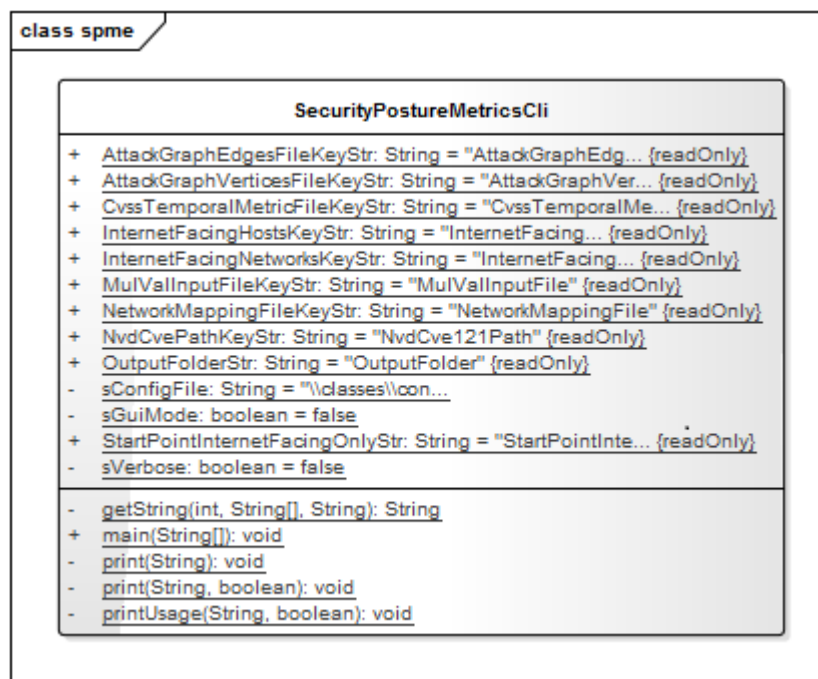 class spme
SecurityPostureMetricsCli
+ AttackGraphEdgesFileKeyStr: String = "AttackGraphEdg... {readOnly}
+ AttackGraphVerticesFileKeyStr: String = "AttackGraphVer... {readOnly}
+ CvssTemporalMetricFileKeyStr: String = "CvssTemporalMe... {readOnly}
+ InternetFacingHostsKeyStr: String = "InternetFacing... {readOnly}
+ InternetFacingNetworksKeyStr: String = "InternetFacing... {readOnly}
+ MulValInputFileKeyStr: String = "MulValInputFile" {readOnly}
+ NetworkMappingFileKeyStr: String = "NetworkMappingFile" {readOnly}
+ NvdCvePathKeyStr: String = "NvdCve121Path" {readOnly}
+ OutputFolderStr: String = "OutputFolder" {readOnly}
- sConfigFile: String = "\\classes\\con...
- sGuiMode: boolean = false
+ StartPointInternetFacingOnlyStr: String = "StartPointInte... {readOnly}
- sVerbose: boolean = false
- getString(int, String[], String): String
+ main(String[]): void
- print(String): void
- print(String, boolean): void
- printUsage(String, boolean): void